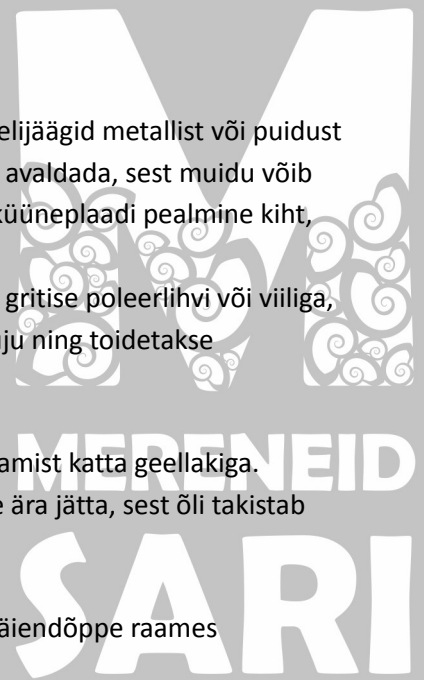 elijäägid metallist või puidust
avaldada, sest muidu võib
küüneplaadi pealmine kiht,
gritise poleerlihvi või viiliga,
ju ning toidetakse
amist katta geellakiga.
MERENEID
e ära jätta, sest õli takistab
SARI
äiendõppe raames